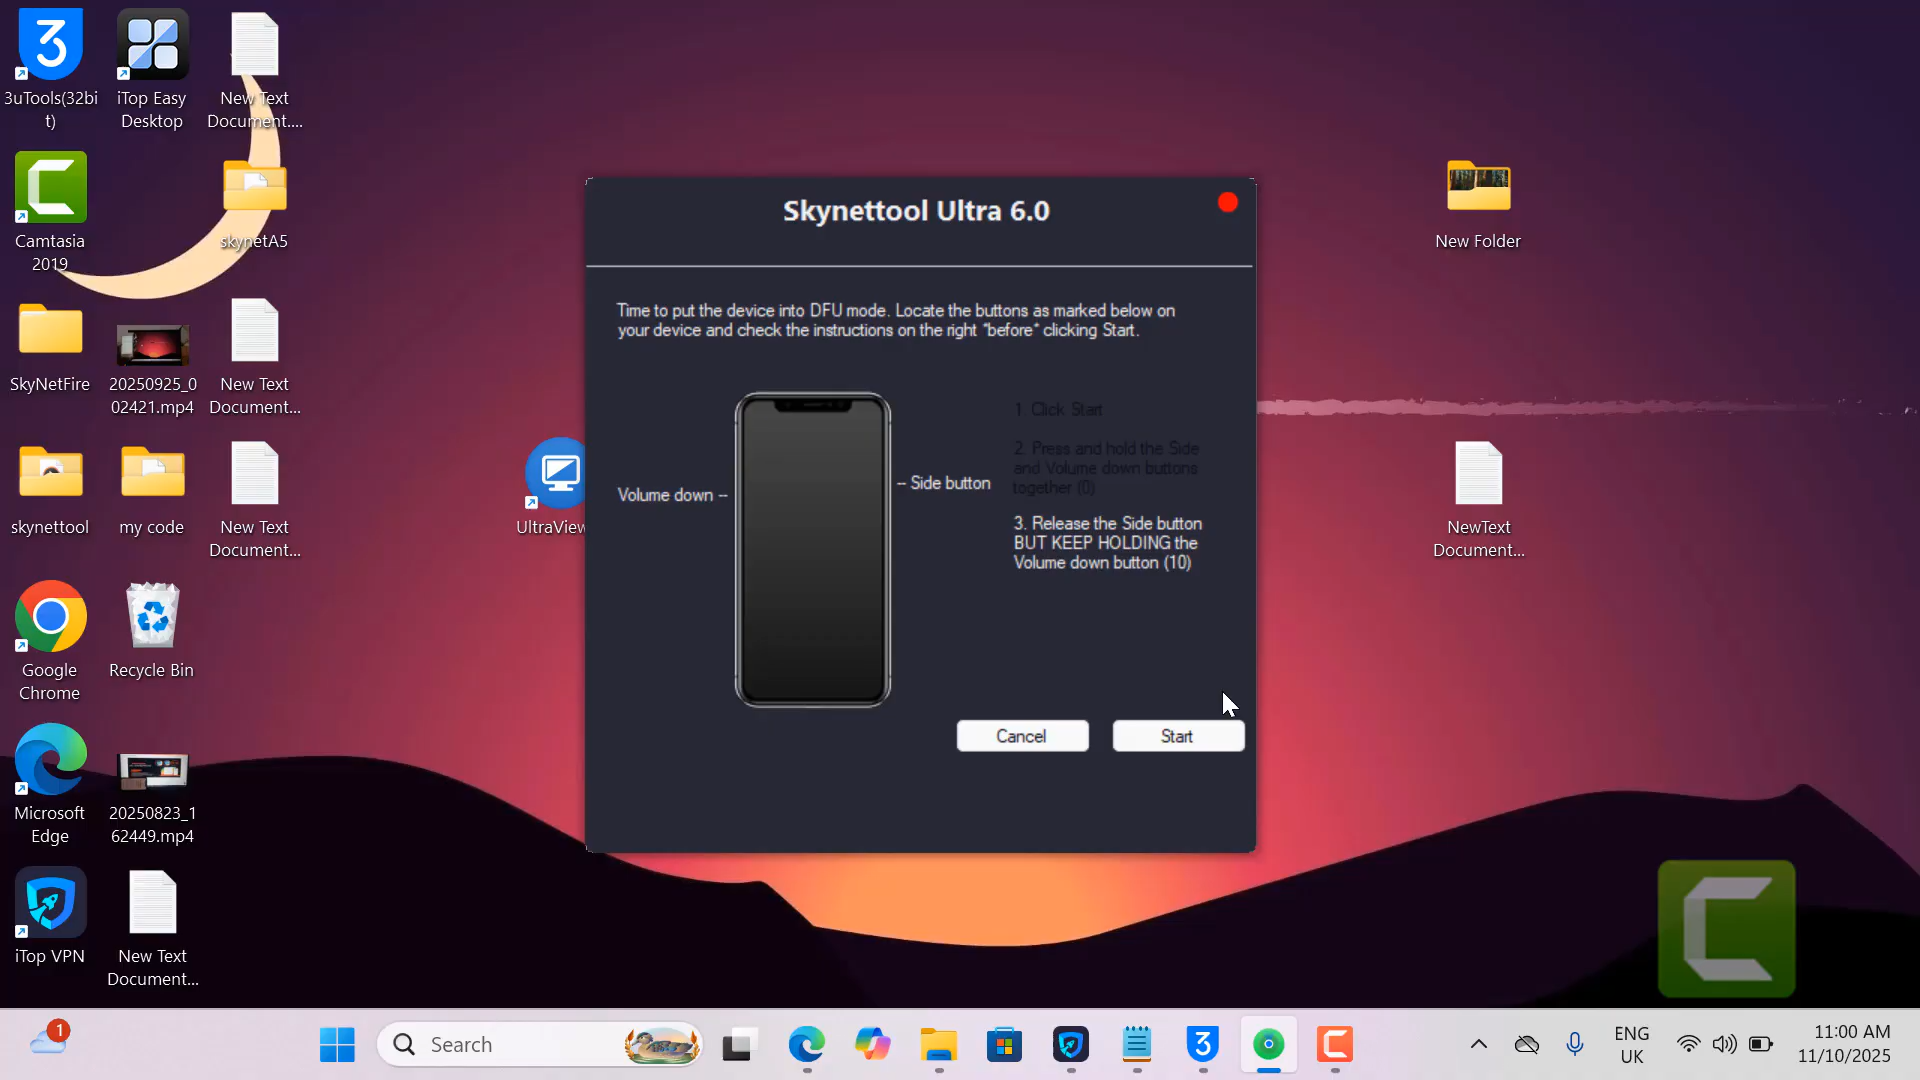 3uTools(32bi
t)
iTop Easy
Desktop
New Text
Document....
Camtasia
2019
skynetA5
SkyNetFire
20250925_0
02421.mp4
New Text
Document...
skynettool
my code
New Text
Document...
Google
Chrome
Recycle Bin
Microsoft
Edge
20250823_1
62449.mp4
iTop VPN
New Text
Document...
UltraView
New Folder
NewText
Document...
Skynettool Ultra 6.0
Time to put the device into DFU mode. Locate the buttons as marked below on
your device and check the instructions on the right *before* clicking Start.
Volume down --
-- Side button
1. Click Start
2. Press and hold the Side
and Volume down buttons
together (0)
3. Release the Side button
BUT KEEP HOLDING the
Volume down button (10)
Cancel
Start
1
Search
ENG
UK
11:00 AM
11/10/2025